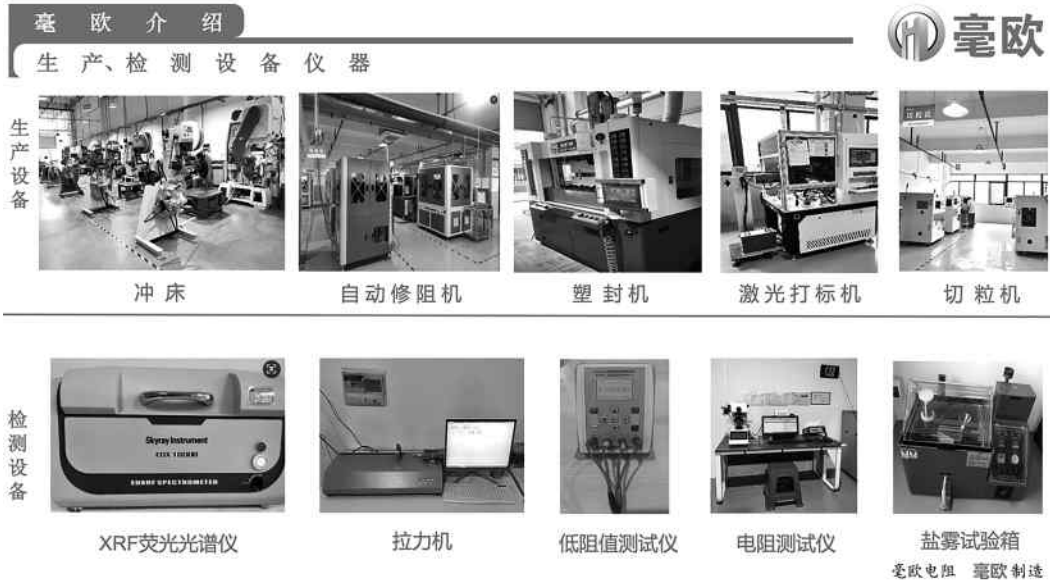 毫欧介绍
毫欧
生产、检测设备仪器
生产设备
冲床
自动修阻机
塑封机
激光打标机
切粒机
检测设备
Skyray Instrument
XRF荧光光谱仪
拉力机
低阻值测试仪
电阻测试仪
盐雾试验箱
毫欧电阻 毫欧制造